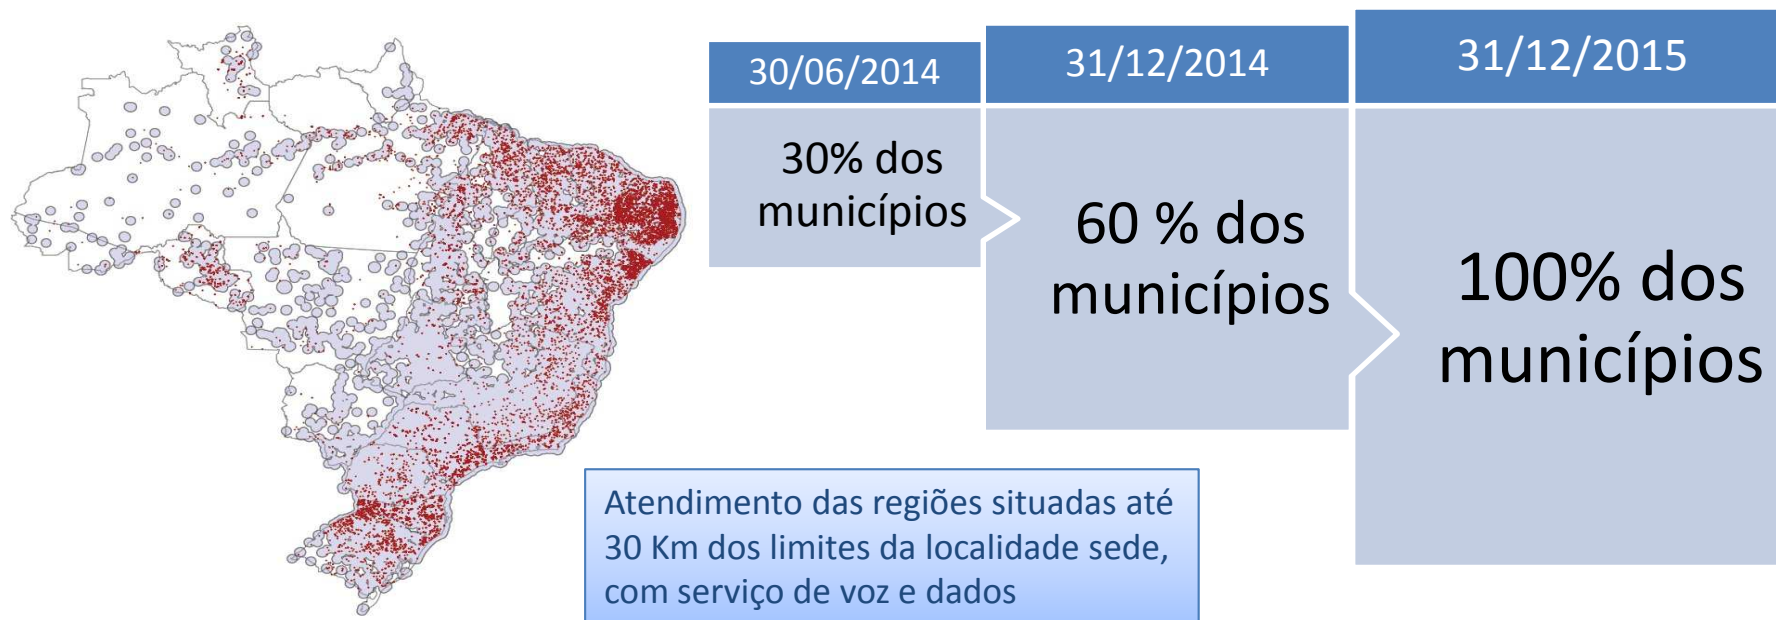 30/06/2014
30% dos
municípios
31/12/2014
60 % dos
municípios
31/12/2015
100% dos
municípios
Atendimento das regiões situadas até
30 Km dos limites da localidade sede,
com serviço de voz e dados